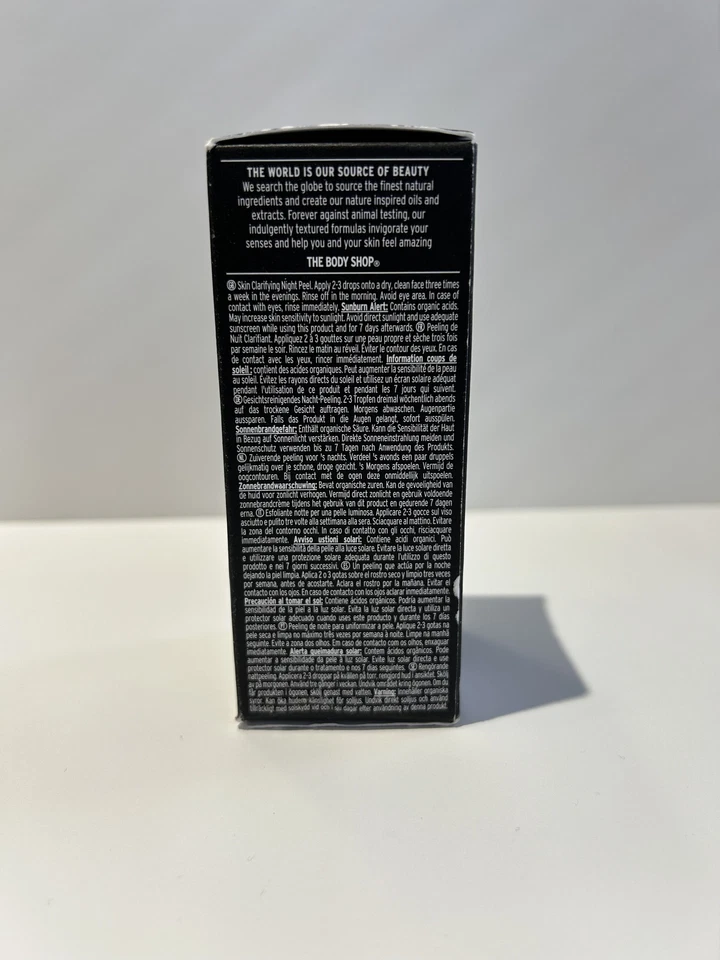 THE WORLD IS OUR SOURCE OF BEAUTY
We search the globe to source the finest natural
ingredients and create our nature inspired oils and
extracts. Forever against animal testing, our
indulgently textured formulas invigorate your
senses and help you and your skin feel amazing
THE BODY SHOP®
GB Skin Clarifying Night Peel. Apply 2-3 drops onto a dry, clean face three times
a week in the evenings. Rinse off in the morning. Avoid eye area. In case of
contact with eyes, rinse immediately. Sunburn Alert: Contains organic acids.
May increase skin sensitivity to sunlight. Avoid direct sunlight and use adequate
sunscreen while using this product and for 7 days afterwards. FR Peeling de
Nuit Clarifiant. Appliquez 2 à 3 gouttes sur une peau propre et sèche trois fois
par semaine le soir. Rincez le matin au réveil. Éviter le contour des yeux. En cas
de contact avec les yeux, rincer immédiatement. Information coups de
soleil : contient des acides organiques. Peut augmenter la sensibilité de la peau
au soleil. Évitez les rayons directs du soleil et utilisez un écran solaire adéquat
pendant l'utilisation de ce produit et pendant les 7 jours qui suivent.
DE Gesichtsreinigendes Nacht-Peeling. 2-3 Tropfen dreimal wöchentlich abends
auf das trockene Gesicht auftragen. Morgens abwaschen. Augenpartie
aussparen. Falls das Produkt in die Augen gelangt, sofort ausspülen.
Sonnenbrandgefahr: Enthält organische Säure. Kann die Sensibilität der Haut
in Bezug auf Sonnenlicht verstärken. Direkte Sonneneinstrahlung meiden und
Sonnenschutz verwenden bis zu 7 Tagen nach Anwendung des Produkts.
NL Zuiverende peeling voor 's nachts. Verdeel 's avonds een paar druppels
gelijkmatig over je schone, droge gezicht. 's Morgens afspoelen. Vermijd de
oogcontouren. Bij contact met de ogen deze onmiddellijk uitspoelen.
Zonnebrandwaarschuwing: Bevat organische zuren. Kan de gevoeligheid van
de huid voor zonlicht verhogen. Vermijd direct zonlicht en gebruik voldoende
zonnebrandcrème tijdens het gebruik van dit product en gedurende 7 dagen
erna. IT Esfoliante notte per una pelle luminosa. Applicare 2-3 gocce sul viso
asciutto e pulito tre volte alla settimana alla sera. Sciacquare al mattino. Evitare
la zona del contorno occhi. In caso di contatto con gli occhi, risciacquare
immediatamente. Avviso ustioni solari: Contiene acidi organici. Può
aumentare la sensibilità della pelle alla luce solare. Evitare la luce solare diretta
e utilizzare una protezione solare adeguata durante l'utilizzo di questo
prodotto e nei 7 giorni successivi. ES Un peeling que actúa por la noche
dejando la piel limpia. Aplica 2 o 3 gotas sobre el rostro seco y limpio tres veces
por semana, antes de acostarte. Aclara el rostro por la mañana. Evitar el
contacto con los ojos. En caso de contacto con los ojos aclarar inmediatamente.
Precaución al tomar el sol: Contiene ácidos orgánicos. Podría aumentar la
sensibilidad de la piel a la luz solar. Evita la luz solar directa y utiliza un
protector solar adecuado cuando uses este producto y durante los 7 días
posteriores. PT Peeling de noite para uniformizar a pele. Aplique 2-3 gotas na
pele seca e limpa no máximo três vezes por semana à noite. Limpe na manhã
seguinte. Evite a zona dos olhos. Em caso de contacto com os olhos, enxaguar
imediatamente. Alerta queimadura solar: Contem ácidos orgânicos. Pode
aumentar a sensibilidade da pele à luz solar. Evite luz solar directa e use
protector solar durante o tratamento e nos 7 dias seguintes. SE Rengörande
nattpeeling. Applicera 2-3 droppar på kvällen på torr, rengjord hud i ansiktet. Skölj
av på morgonen. Använd tre gånger i veckan. Undvik området kring ögonen. Om du
får produkten i ögonen, skölj genast med vatten. Varning: Innehåller organiska
syror. Kan öka hudens känslighet för solljus. Undvik direkt solljus och använd
tillräckligt med solskydd vid och i sju dagar efter användning av denna produkt.